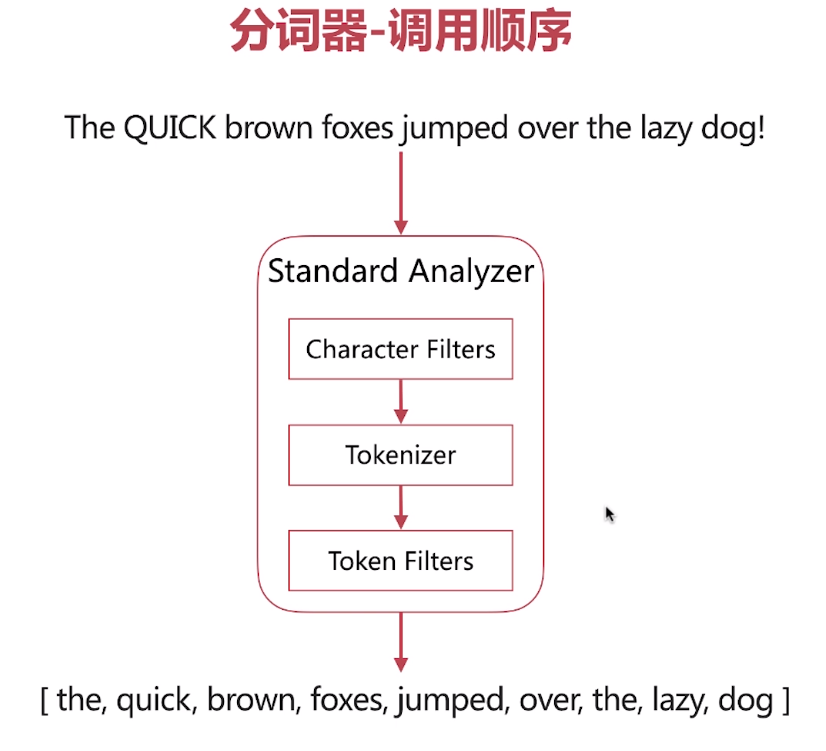 分词器-调用顺序
The QUICK brown foxes jumped over the lazy dog!
Standard Analyzer
Character Filters
Tokenizer
Token Filters
[ the, quick, brown, foxes, jumped, over, the, lazy, dog ]